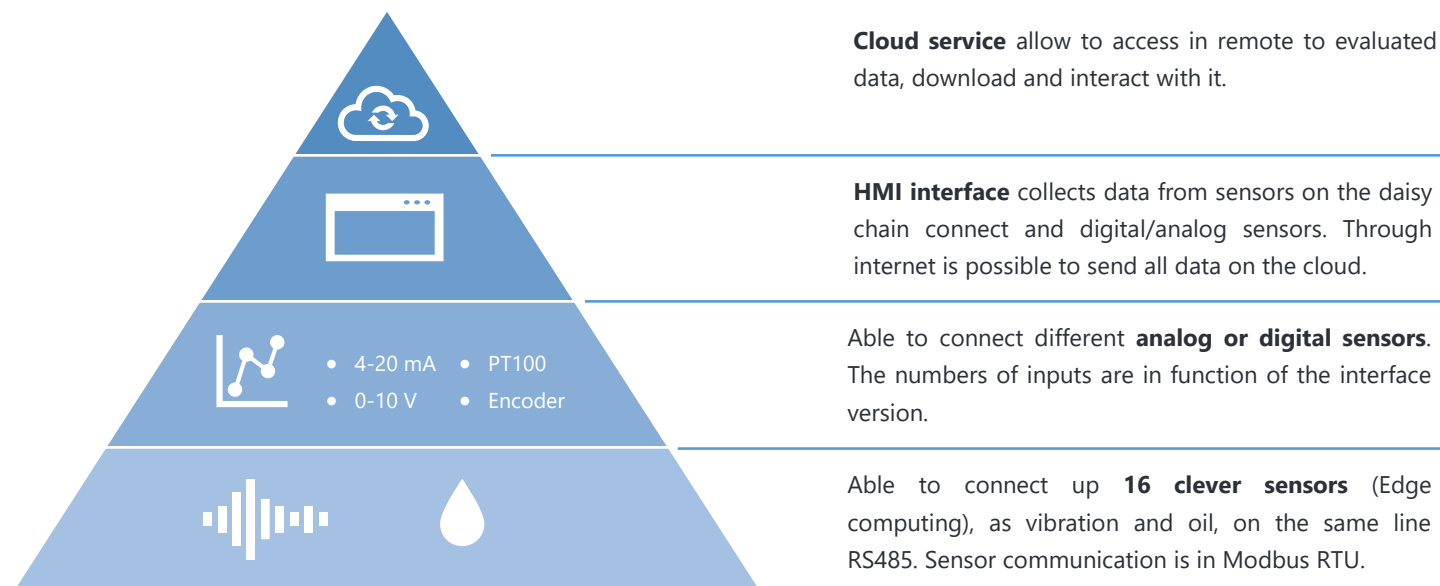 Cloud service allow to access in remote to evaluated
data, download and interact with it.
HMI interface collects data from sensors on the daisy
chain connect and digital/analog sensors. Through
internet is possible to send all data on the cloud.
● 4-20 mA ● PT100
● 0-10 V ● Encoder
Able to connect different analog or digital sensors.
The numbers of inputs are in function of the interface
version.
Able to connect up 16 clever sensors (Edge
computing), as vibration and oil, on the same line
RS485. Sensor communication is in Modbus RTU.